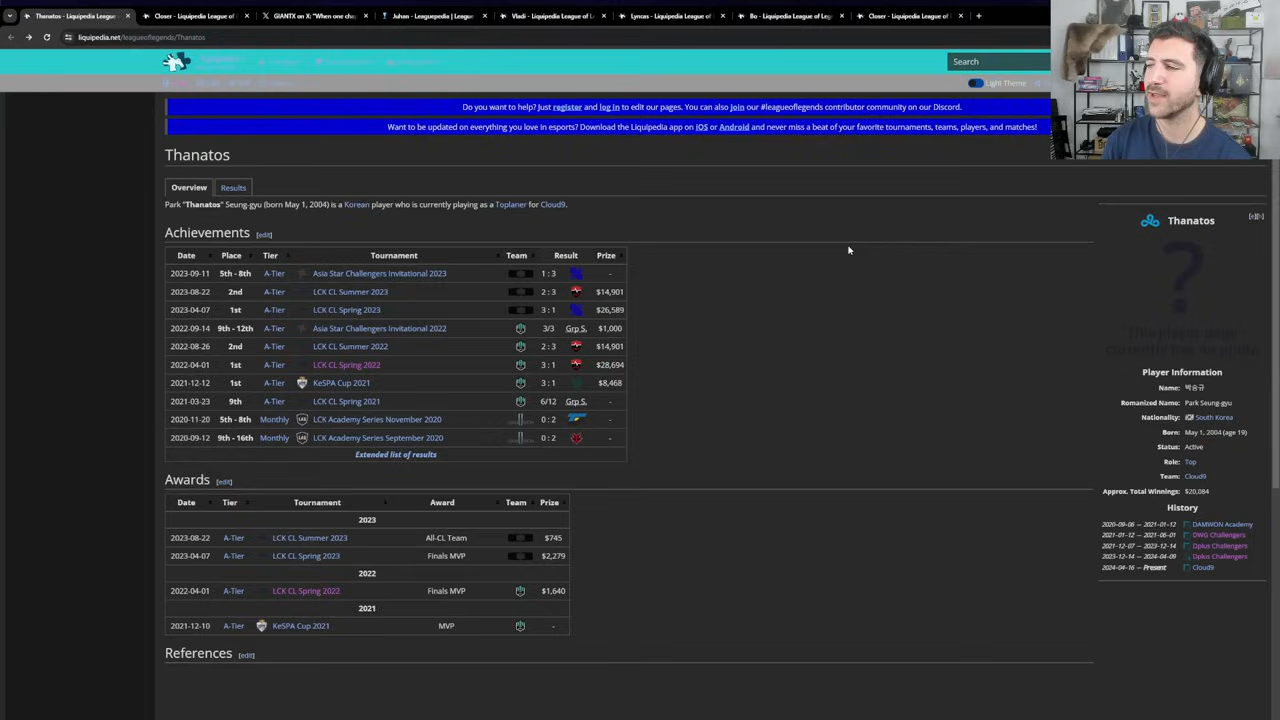 Thanatos - Liquipedia League
Closer - Liquipedia League of
GIANTX on X: "When one cha
Juhan - Leaguepedia | League
Vladi - Liquipedia League of L
Lyncas - Liquipedia League of
Bo - Liquipedia League of Leg
Closer - Liquipedia League of
liquipedia.net/leagueoflegends/Thanatos
Search
Light Theme
Do you want to help? Just register and log in to edit our pages. You can also join our #leagueoflegends contributor community on our Discord.
Want to be updated on everything you love in esports? Download the Liquipedia app on iOS or Android and never miss a beat of your favorite tournaments, teams, players, and matches!
Thanatos
Overview Results
Park "Thanatos" Seung-gyu (born May 1, 2004) is a Korean player who is currently playing as a Toplaner for Cloud9.
Achievements [edit]
Date Place Tier Tournament Team Result Prize
2023-09-11 5th - 8th A-Tier Asia Star Challengers Invitational 2023 1 : 3 -
2023-08-22 2nd A-Tier LCK CL Summer 2023 2 : 3 $14,901
2023-04-07 1st A-Tier LCK CL Spring 2023 3 : 1 $26,589
2022-09-14 9th - 12th A-Tier Asia Star Challengers Invitational 2022 3/3 Grp S. $1,000
2022-08-26 2nd A-Tier LCK CL Summer 2022 2 : 3 $14,901
2022-04-01 1st A-Tier LCK CL Spring 2022 3 : 1 $28,694
2021-12-12 1st A-Tier KeSPA Cup 2021 3 : 1 $8,468
2021-03-23 9th A-Tier LCK CL Spring 2021 6/12 Grp S. -
2020-11-20 5th - 8th Monthly LCK Academy Series November 2020 0 : 2 -
2020-09-12 9th - 16th Monthly LCK Academy Series September 2020 0 : 2 -
Extended list of results
Awards [edit]
Date Tier Tournament Award Team Prize
2023
2023-08-22 A-Tier LCK CL Summer 2023 All-CL Team $745
2023-04-07 A-Tier LCK CL Spring 2023 Finals MVP $2,279
2022
2022-04-01 A-Tier LCK CL Spring 2022 Finals MVP $1,640
2021
2021-12-10 A-Tier KeSPA Cup 2021 MVP -
References [edit]
Thanatos
Player Information
Name: 박승규
Romanized Name: Park Seung-gyu
Nationality: South Korea
Born: May 1, 2004 (age 19)
Status: Active
Role: Top
Team: Cloud9
Approx. Total Winnings: $20,084
History
2020-09-06 — 2021-01-12 DAMWON Academy
2021-01-12 — 2021-06-01 DWG Challengers
2021-12-07 — 2023-12-14 Dplus Challengers
2023-12-14 — 2024-04-09 Dplus Challengers
2024-04-16 — Present Cloud9